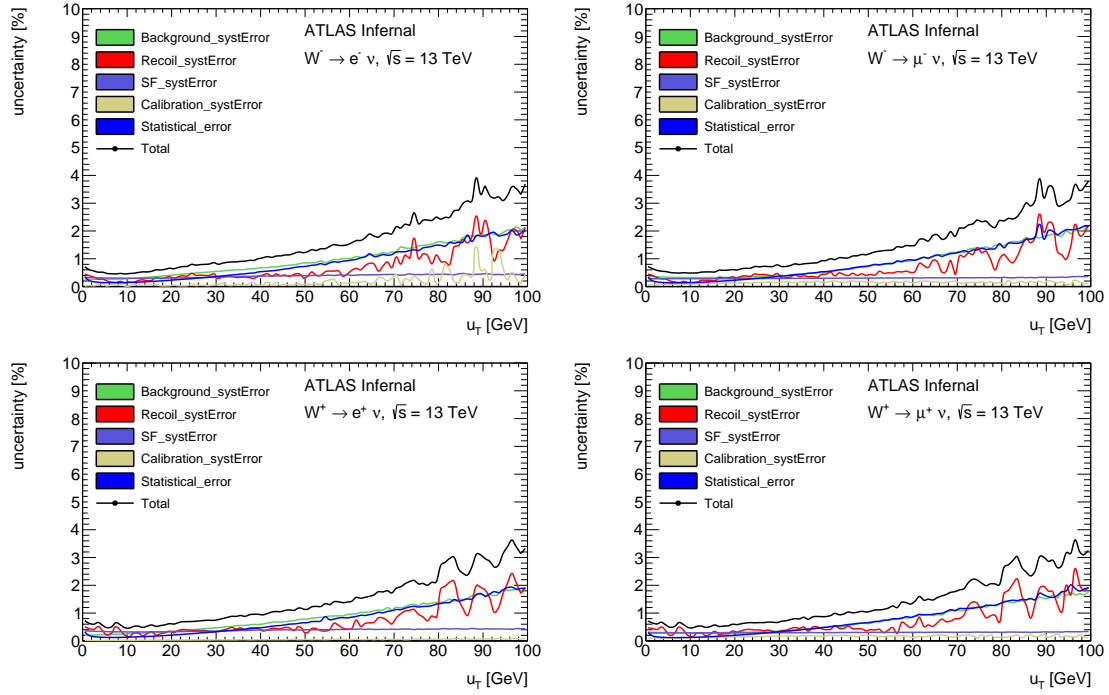 uncertainty [%]
10
9
8
7
6
5
4
3
2
1
0
ATLAS Infernal
W⁻ → e⁻ ν, √s = 13 TeV
Background_systError
Recoil_systError
SF_systError
Calibration_systError
Statistical_error
Total
0 10 20 30 40 50 60 70 80 90 100
u_T [GeV]
uncertainty [%]
10
9
8
7
6
5
4
3
2
1
0
ATLAS Infernal
W⁻ → μ⁻ ν, √s = 13 TeV
Background_systError
Recoil_systError
SF_systError
Calibration_systError
Statistical_error
Total
0 10 20 30 40 50 60 70 80 90 100
u_T [GeV]
uncertainty [%]
10
9
8
7
6
5
4
3
2
1
0
ATLAS Infernal
W⁺ → e⁺ ν, √s = 13 TeV
Background_systError
Recoil_systError
SF_systError
Calibration_systError
Statistical_error
Total
0 10 20 30 40 50 60 70 80 90 100
u_T [GeV]
uncertainty [%]
10
9
8
7
6
5
4
3
2
1
0
ATLAS Infernal
W⁺ → μ⁺ ν, √s = 13 TeV
Background_systError
Recoil_systError
SF_systError
Calibration_systError
Statistical_error
Total
0 10 20 30 40 50 60 70 80 90 100
u_T [GeV]